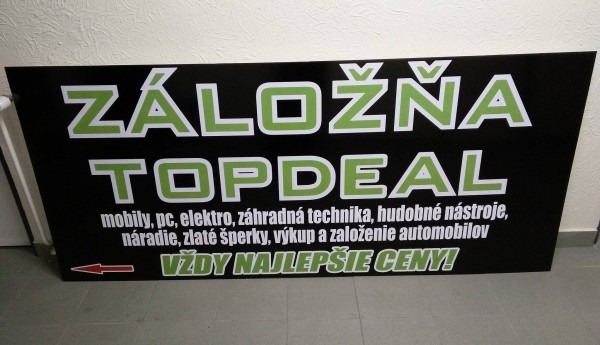 ZÁLOŽŇA
TOPDEAL
mobily, pc, elektro, záhradná technika, hudobné nástroje,
náradie, zlaté šperky, výkup a založenie automobilov
VŽDY NAJLEPŠIE CENY!